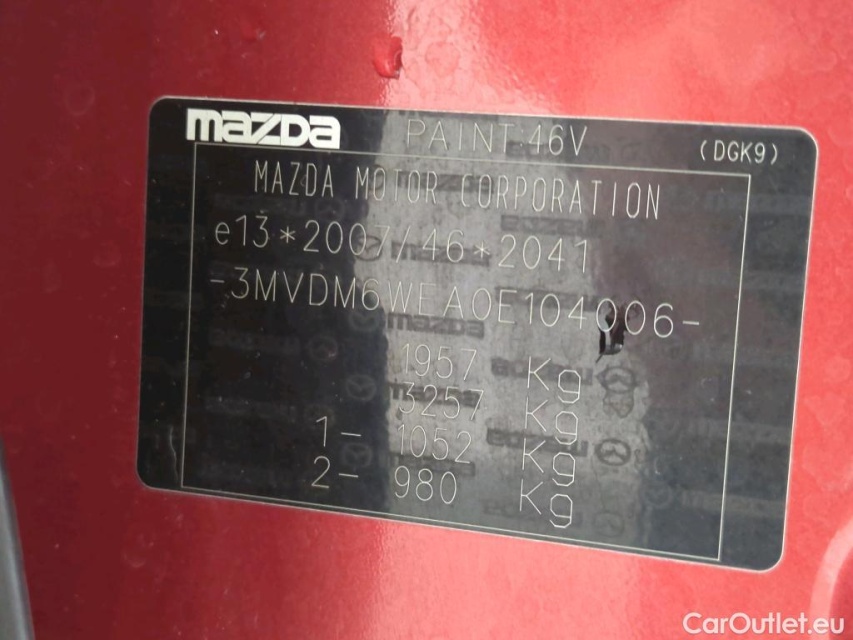 mazda PAINT:46V (DGK9)
MAZDA MOTOR CORPORATION
e13*2007/46*2041
-3MVDM6WEA0E104006-
1957 Kg
3257 Kg
1- 1052 Kg
2- 980 Kg
CarOutlet.eu